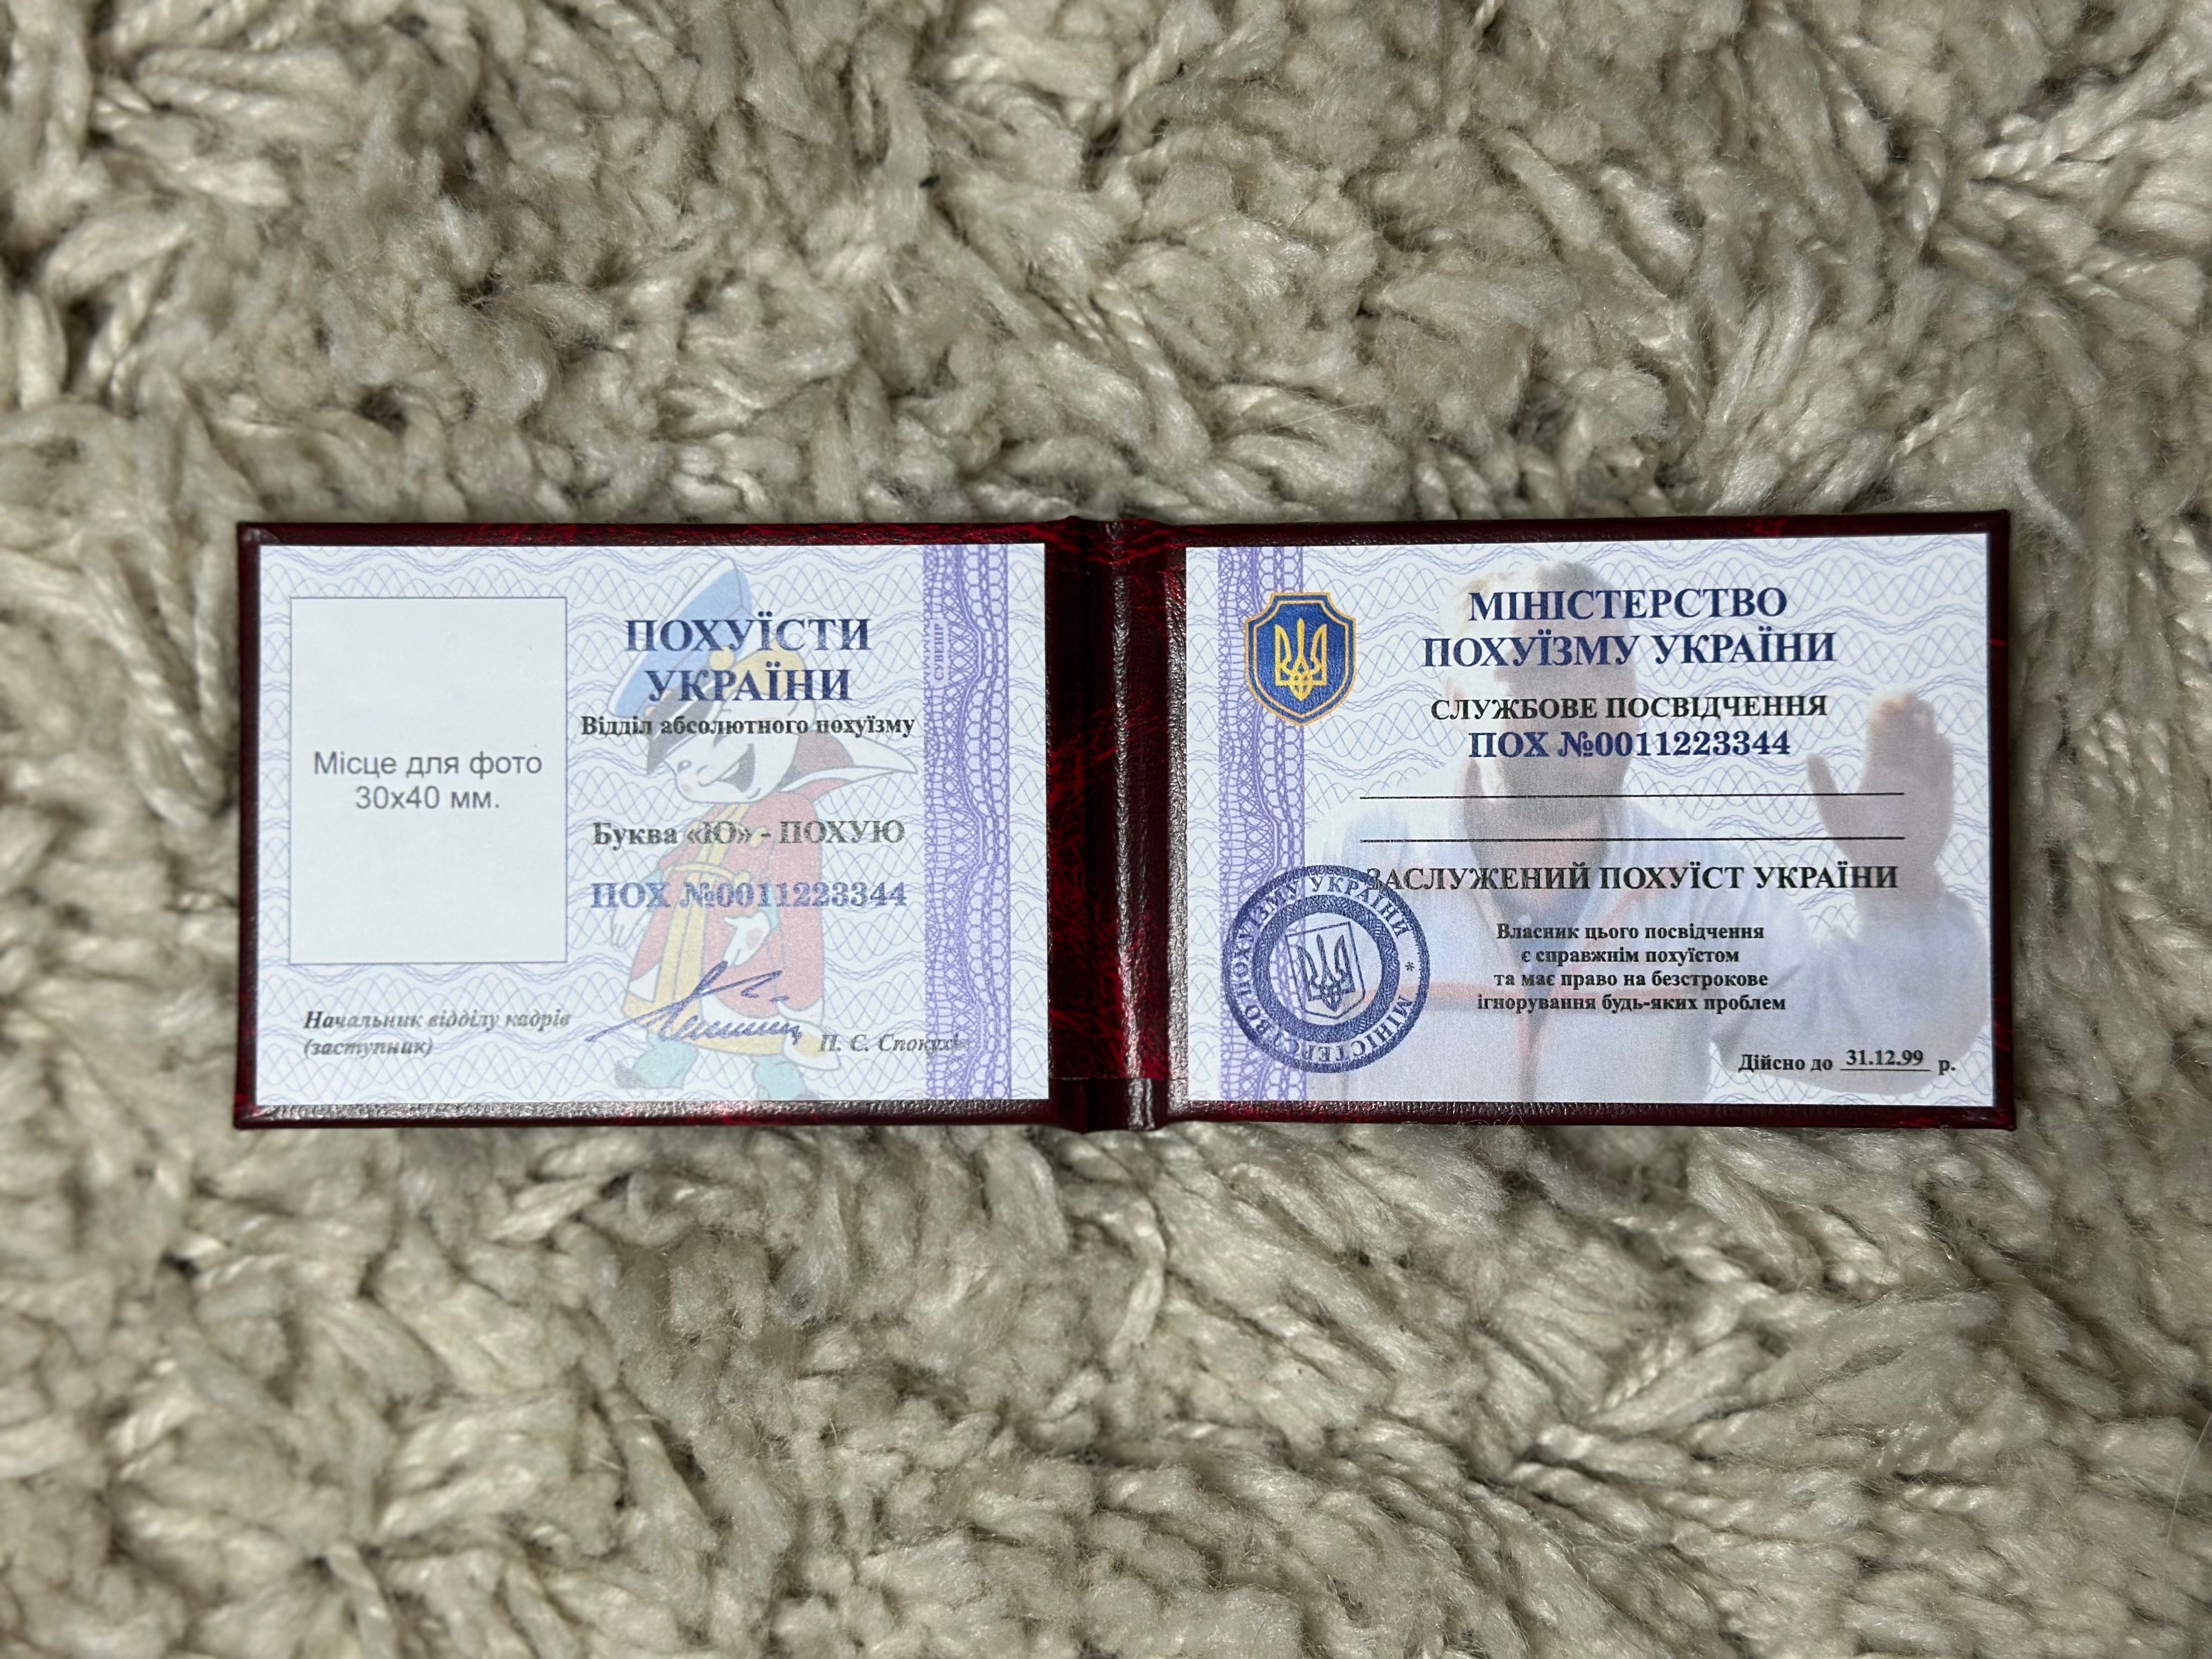 ПОХУЇСТИ
УКРАЇНИ
Відділ абсолютного похуїзму
Місце для фото
30х40 мм.
Буква «Ю» - ПОХУЮ
ПОХ №0011223344
Начальник відділу кадрів
(заступник)
П. Є.
СУВЕНІР
МІНІСТЕРСТВО
ПОХУЇЗМУ УКРАЇНИ
СЛУЖБОВЕ ПОСВІДЧЕННЯ
ПОХ №0011223344
ЗАСЛУЖЕНИЙ ПОХУЇСТ УКРАЇНИ
Власник цього посвідчення
є справжнім похуїстом
та має право на безстрокове
ігнорування будь-яких проблем
Дійсно до 31.12.99 р.
* МІНІСТЕРСТВО ПОХУЇЗМУ УКРАЇНИ